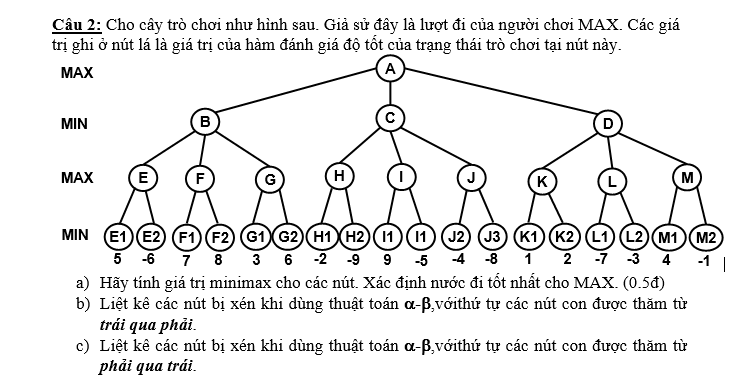 Câu 2: Cho cây trò chơi như hình sau. Giả sử đây là lượt đi của người chơi MAX. Các giá
trị ghi ở nút lá là giá trị của hàm đánh giá độ tốt của trạng thái trò chơi tại nút này.
MAX A
MIN B C D
MAX E F G H I J K L M
MIN E1 E2 F1 F2 G1 G2 H1 H2 I1 I1 J2 J3 K1 K2 L1 L2 M1 M2
5 -6 7 8 3 6 -2 -9 9 -5 -4 -8 1 2 -7 -3 4 -1
a) Hãy tính giá trị minimax cho các nút. Xác định nước đi tốt nhất cho MAX. (0.5đ)
b) Liệt kê các nút bị xén khi dùng thuật toán α-β,vớithứ tự các nút con được thăm từ
trái qua phải.
c) Liệt kê các nút bị xén khi dùng thuật toán α-β,vớithứ tự các nút con được thăm từ
phải qua trái.